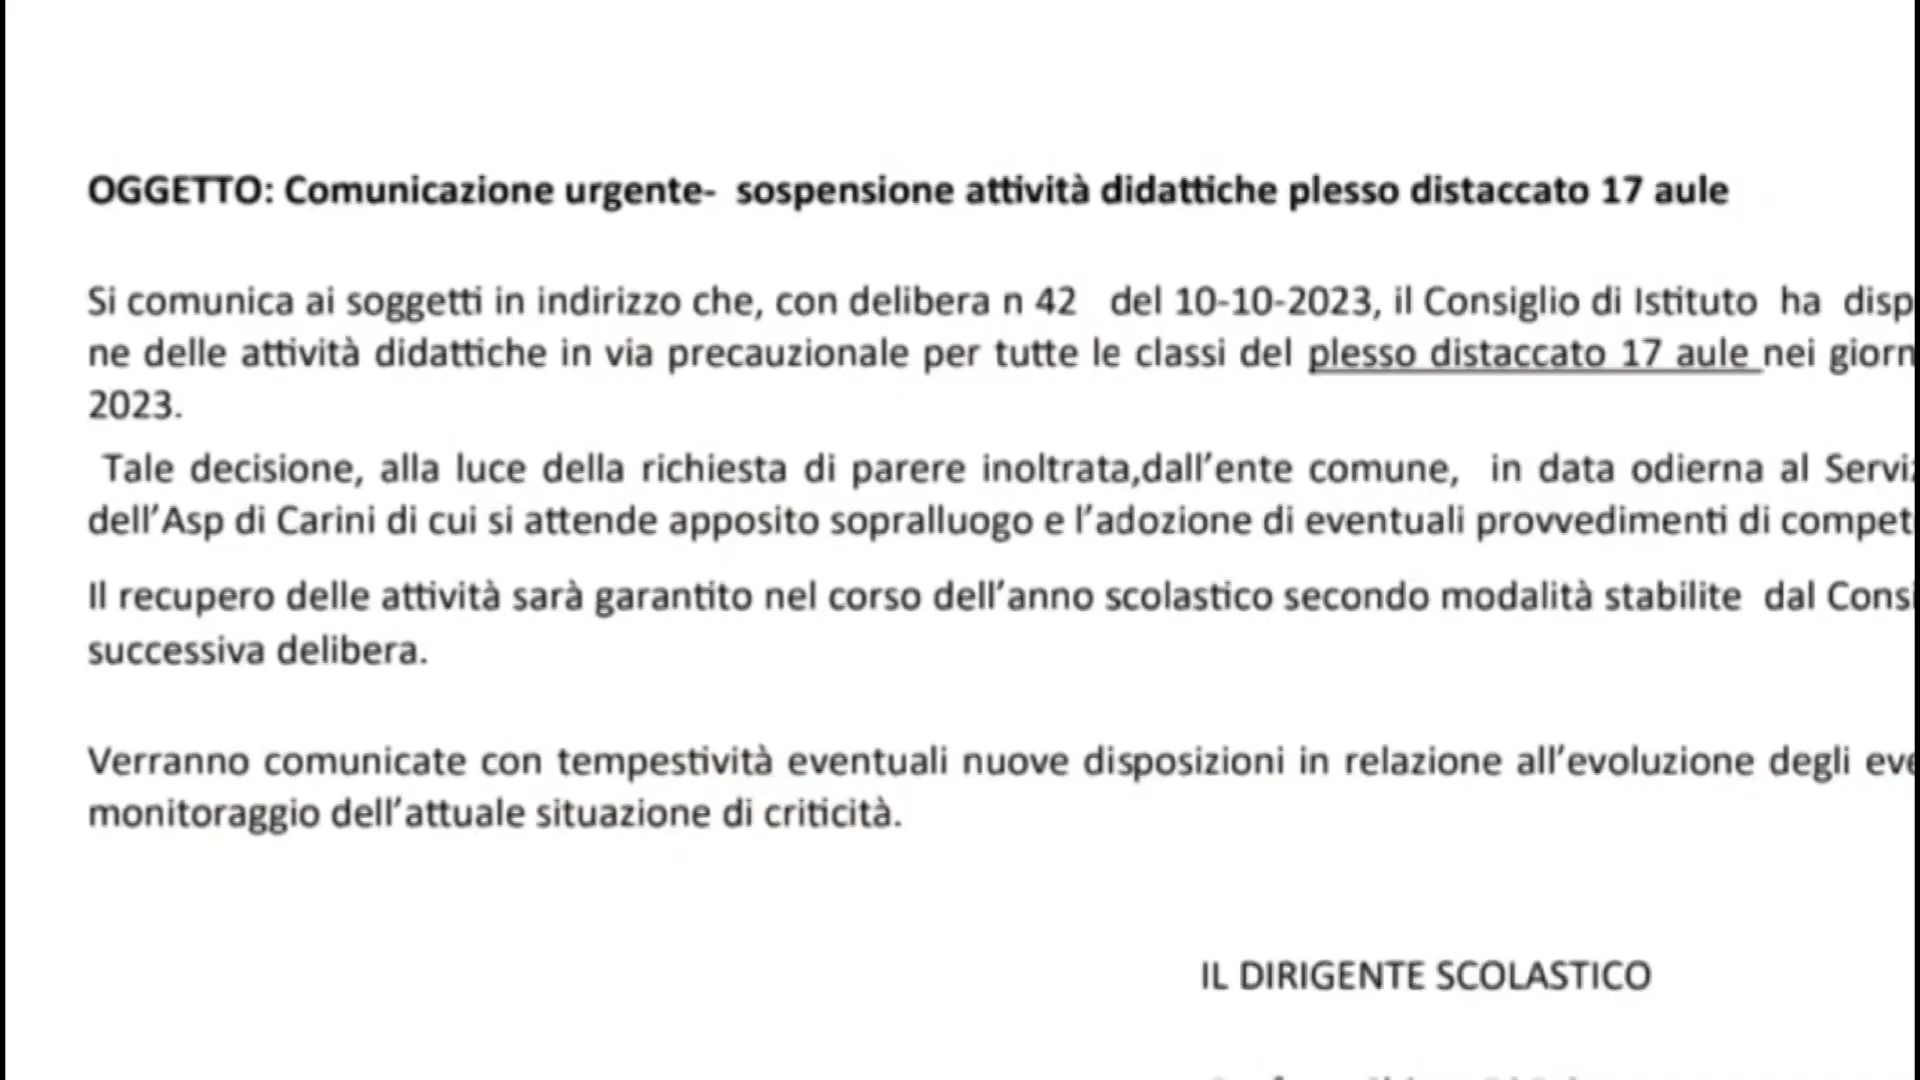 OGGETTO: Comunicazione urgente- sospensione attività didattiche plesso distaccato 17 aule
Si comunica ai soggetti in indirizzo che, con delibera n 42 del 10-10-2023, il Consiglio di Istituto ha disp
ne delle attività didattiche in via precauzionale per tutte le classi del plesso distaccato 17 aule nei giorn
2023.
Tale decisione, alla luce della richiesta di parere inoltrata,dall'ente comune, in data odierna al Serviz
dell'Asp di Carini di cui si attende apposito sopralluogo e l'adozione di eventuali provvedimenti di compet
Il recupero delle attività sarà garantito nel corso dell'anno scolastico secondo modalità stabilite dal Consi
successiva delibera.
Verranno comunicate con tempestività eventuali nuove disposizioni in relazione all'evoluzione degli eve
monitoraggio dell'attuale situazione di criticità.
IL DIRIGENTE SCOLASTICO